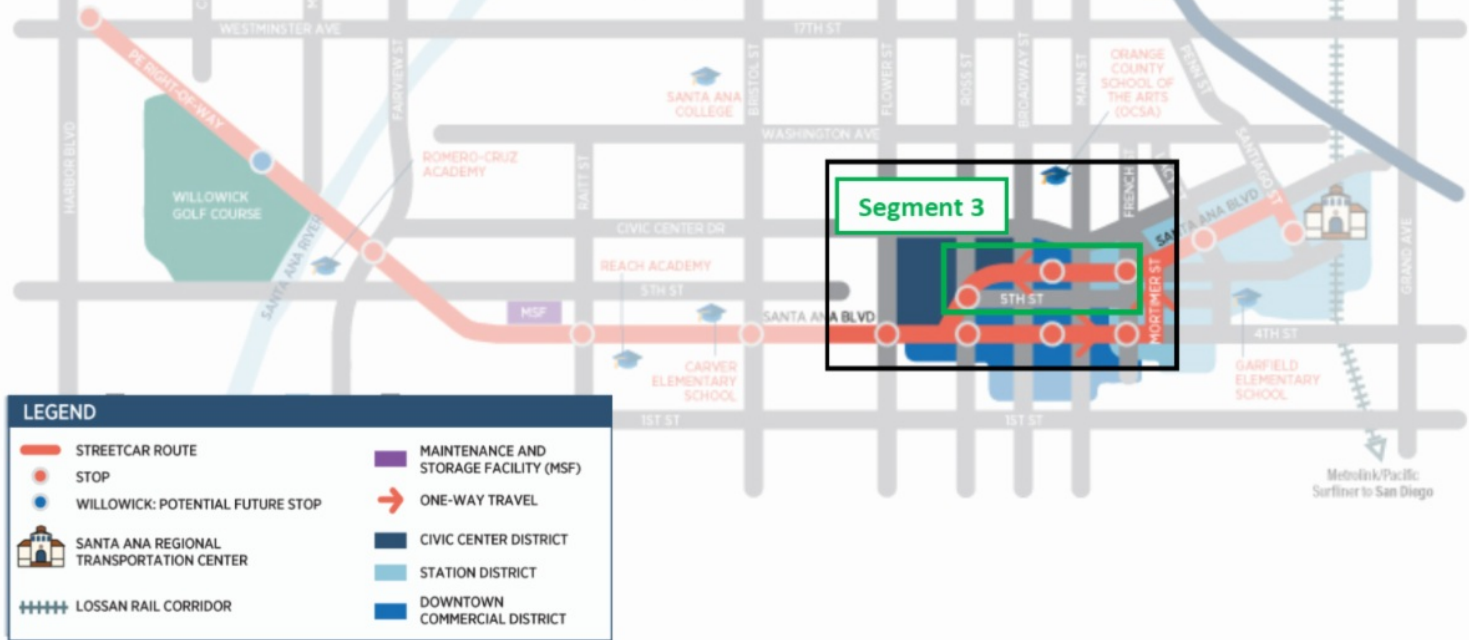 WESTMINSTER AVE
17TH ST
PE RIGHT-OF-WAY
FAIRVIEW ST
BRISTOL ST
FLOWER ST
ROSS ST
BROADWAY ST
MAIN ST
PENN ST
ORANGE
COUNTY
SCHOOL OF
THE ARTS
(OCSA)
SANTA ANA
COLLEGE
WASHINGTON AVE
HARBOR BLVD
ROMERO-CRUZ
ACADEMY
RAITT ST
FRENCH ST
SANTIAGO ST
WILLOWICK
GOLF COURSE
Segment 3
SANTA ANA RIVER
CIVIC CENTER DR
SANTA ANA BLVD
GRAND AVE
REACH ACADEMY
5TH ST
5TH ST
MORTIMER ST
MSF
SANTA ANA BLVD
4TH ST
CARVER
ELEMENTARY
SCHOOL
GARFIELD
ELEMENTARY
SCHOOL
1ST ST
1ST ST
Metrolink/Pacific
Surfliner to San Diego
LEGEND
STREETCAR ROUTE
STOP
WILLOWICK: POTENTIAL FUTURE STOP
SANTA ANA REGIONAL
TRANSPORTATION CENTER
LOSSAN RAIL CORRIDOR
MAINTENANCE AND
STORAGE FACILITY (MSF)
ONE-WAY TRAVEL
CIVIC CENTER DISTRICT
STATION DISTRICT
DOWNTOWN
COMMERCIAL DISTRICT